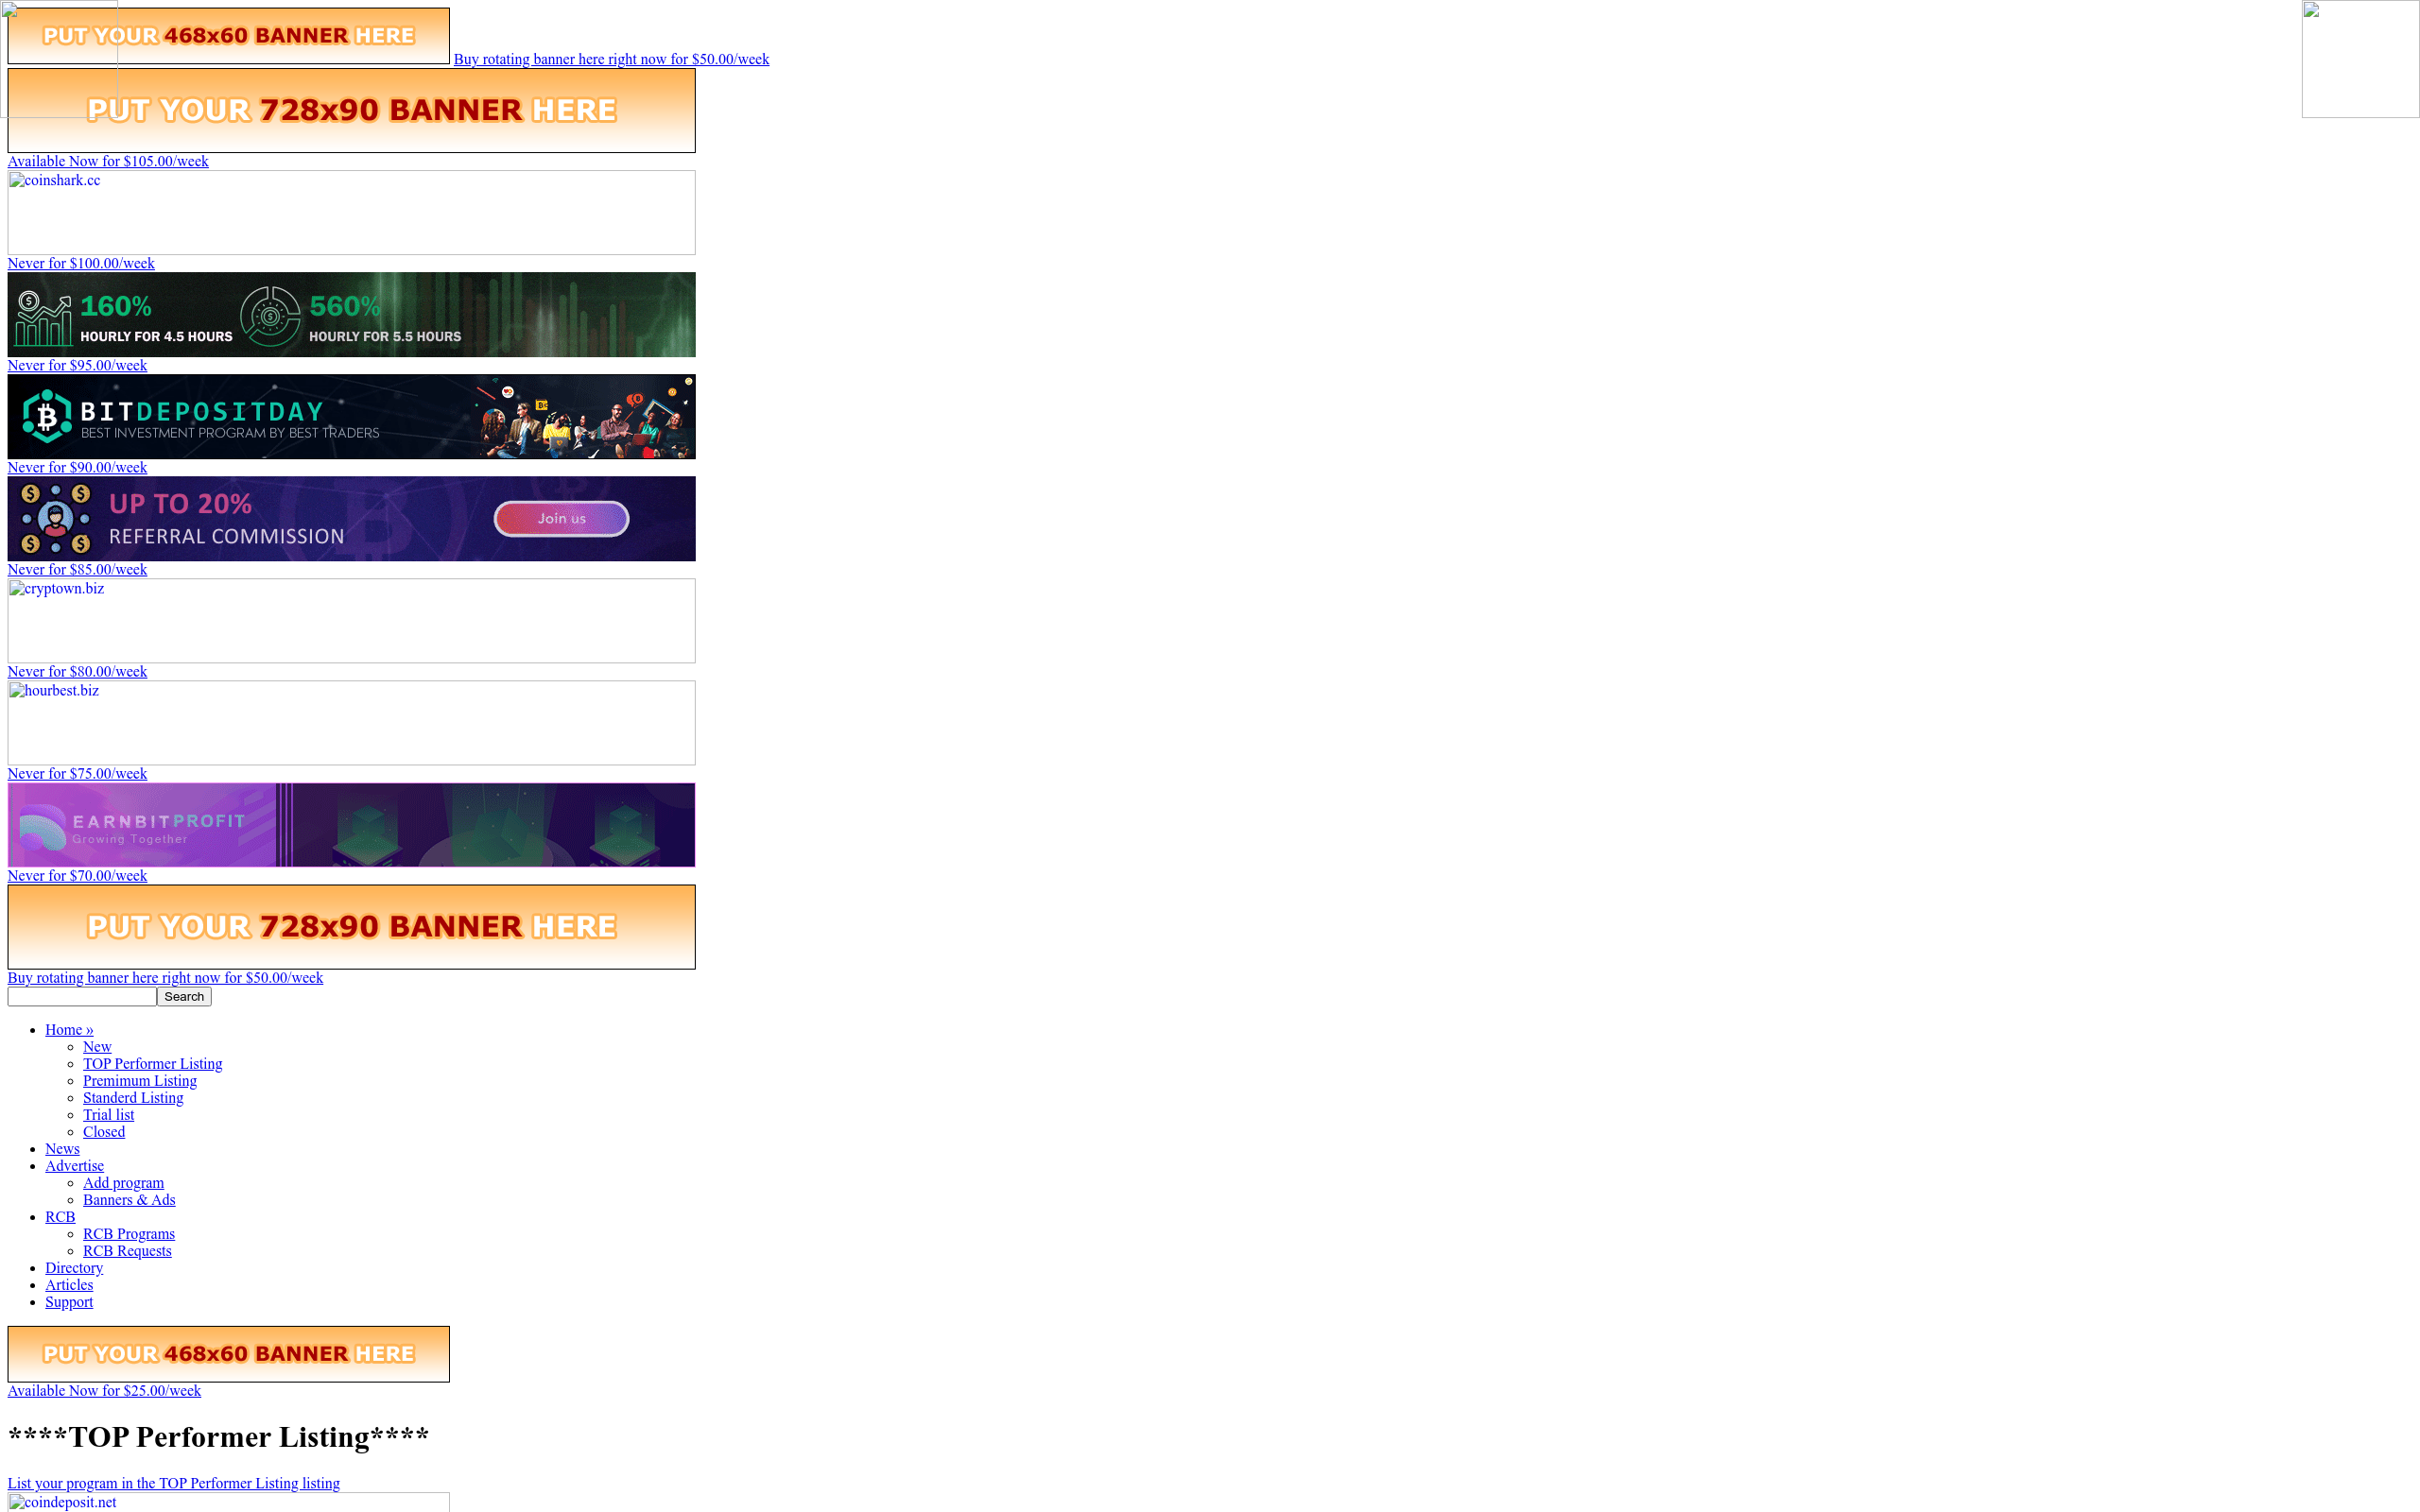 PUT YOUR 468x60 BANNER HERE
Buy rotating banner here right now for $50.00/week
PUT YOUR 728x90 BANNER HERE
Available Now for $105.00/week
coinshark.cc
Never for $100.00/week
160%
HOURLY FOR 4.5 HOURS
560%
HOURLY FOR 5.5 HOURS
Never for $95.00/week
BITDEPOSITDAY
BEST INVESTMENT PROGRAM BY BEST TRADERS
Never for $90.00/week
UP TO 20%
REFERRAL COMMISSION
Join us
Never for $85.00/week
cryptown.biz
Never for $80.00/week
hourbest.biz
Never for $75.00/week
EARNBITPROFIT
Growing Together
Never for $70.00/week
PUT YOUR 728x90 BANNER HERE
Buy rotating banner here right now for $50.00/week
Search
Home »
New
TOP Performer Listing
Premimum Listing
Standerd Listing
Trial list
Closed
News
Advertise
Add program
Banners & Ads
RCB
RCB Programs
RCB Requests
Directory
Articles
Support
PUT YOUR 468x60 BANNER HERE
Available Now for $25.00/week
****TOP Performer Listing****
List your program in the TOP Performer Listing listing
coindeposit.net